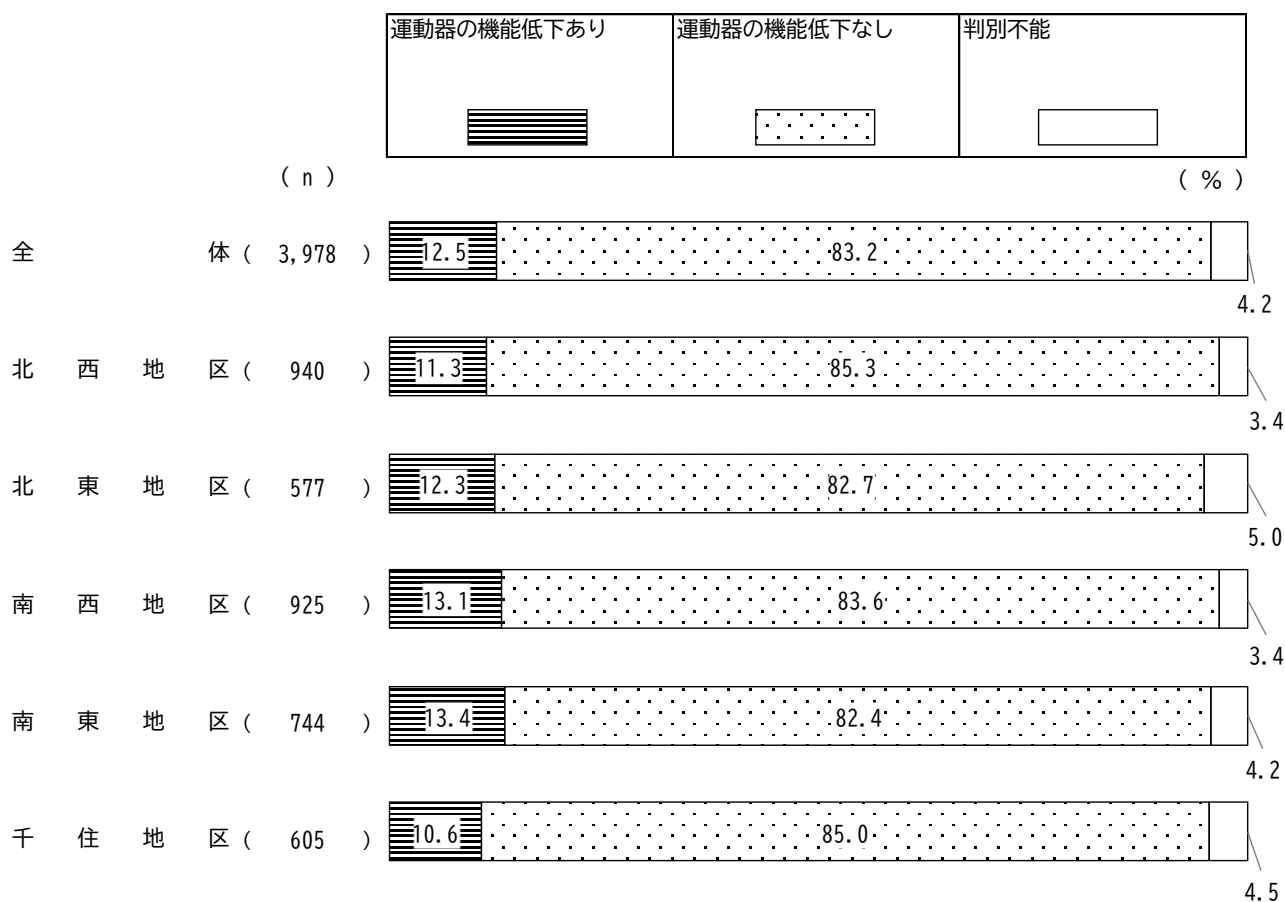 運動器の機能低下あり 運動器の機能低下なし 判別不能
(n) (%)
全体(3,978) 12.5 83.2 4.2
北西地区(940) 11.3 85.3 3.4
北東地区(577) 12.3 82.7 5.0
南西地区(925) 13.1 83.6 3.4
南東地区(744) 13.4 82.4 4.2
千住地区(605) 10.6 85.0 4.5